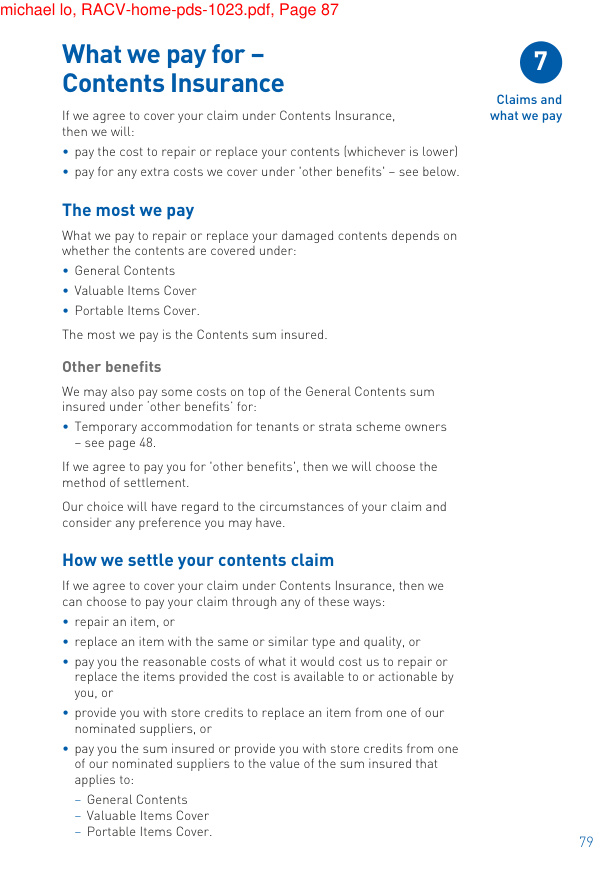 michael lo, RACV-home-pds-1023.pdf, Page 87
What we pay for –
Contents Insurance
7
Claims and
what we pay
If we agree to cover your claim under Contents Insurance,
then we will:
• pay the cost to repair or replace your contents (whichever is lower)
• pay for any extra costs we cover under 'other benefits' – see below.
The most we pay
What we pay to repair or replace your damaged contents depends on
whether the contents are covered under:
• General Contents
• Valuable Items Cover
• Portable Items Cover.
The most we pay is the Contents sum insured.
Other benefits
We may also pay some costs on top of the General Contents sum
insured under ‘other benefits’ for:
• Temporary accommodation for tenants or strata scheme owners
– see page 48.
If we agree to pay you for 'other benefits', then we will choose the
method of settlement.
Our choice will have regard to the circumstances of your claim and
consider any preference you may have.
How we settle your contents claim
If we agree to cover your claim under Contents Insurance, then we
can choose to pay your claim through any of these ways:
• repair an item, or
• replace an item with the same or similar type and quality, or
• pay you the reasonable costs of what it would cost us to repair or
replace the items provided the cost is available to or actionable by
you, or
• provide you with store credits to replace an item from one of our
nominated suppliers, or
• pay you the sum insured or provide you with store credits from one
of our nominated suppliers to the value of the sum insured that
applies to:
– General Contents
– Valuable Items Cover
– Portable Items Cover.
79